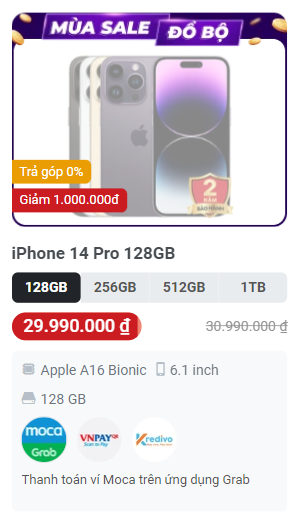 MÙA SALE ĐỔ BỘ
Trả góp 0%
Giảm 1.000.000đ
2
NĂM
BẢO HÀNH
iPhone 14 Pro 128GB
128GB 256GB 512GB 1TB
29.990.000 ₫ 30.990.000 ₫
Apple A16 Bionic 6.1 inch
128 GB
moca
Grab
VNPAYQR
Scan to Pay
Kredivo
Thanh toán ví Moca trên ứng dụng Grab